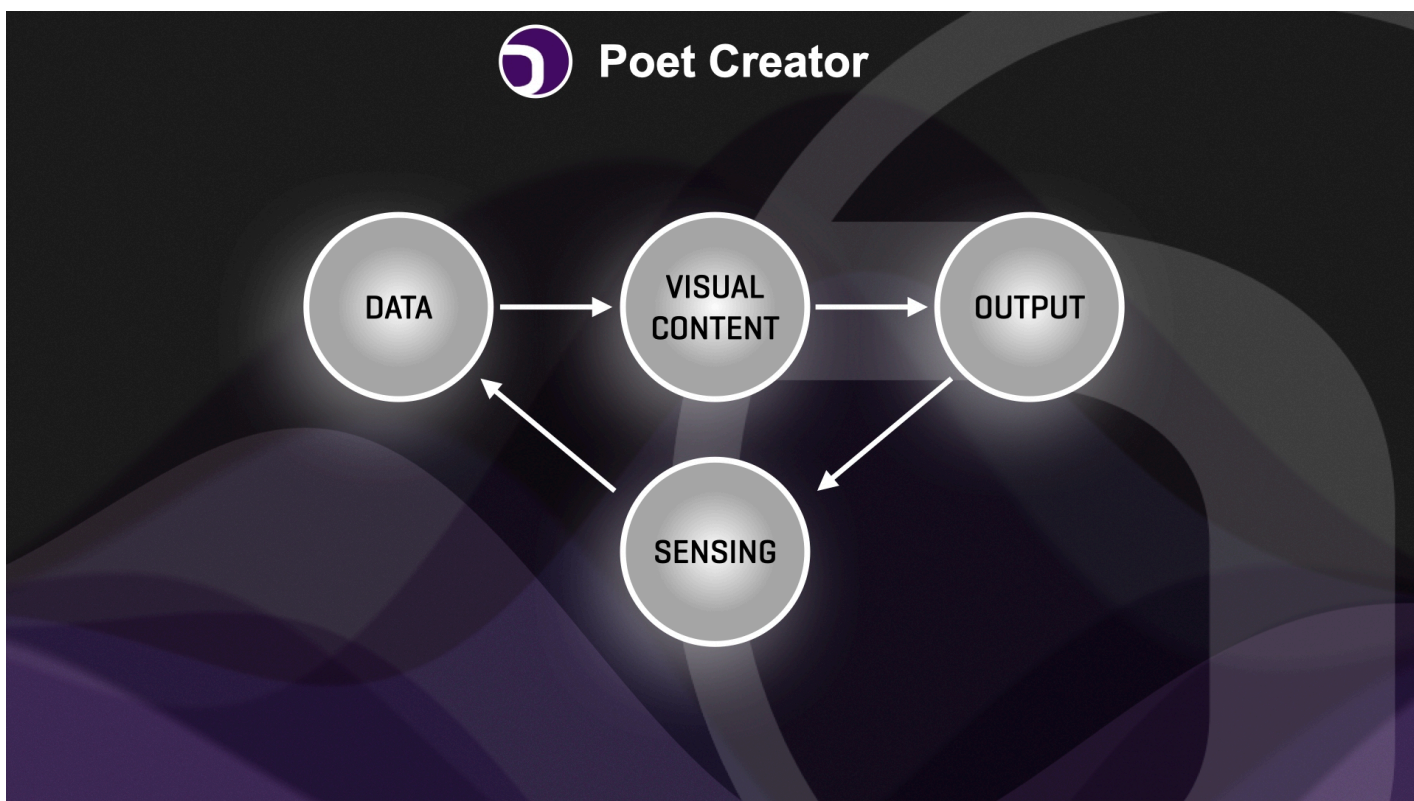 Poet Creator
DATA
VISUAL
CONTENT
OUTPUT
SENSING